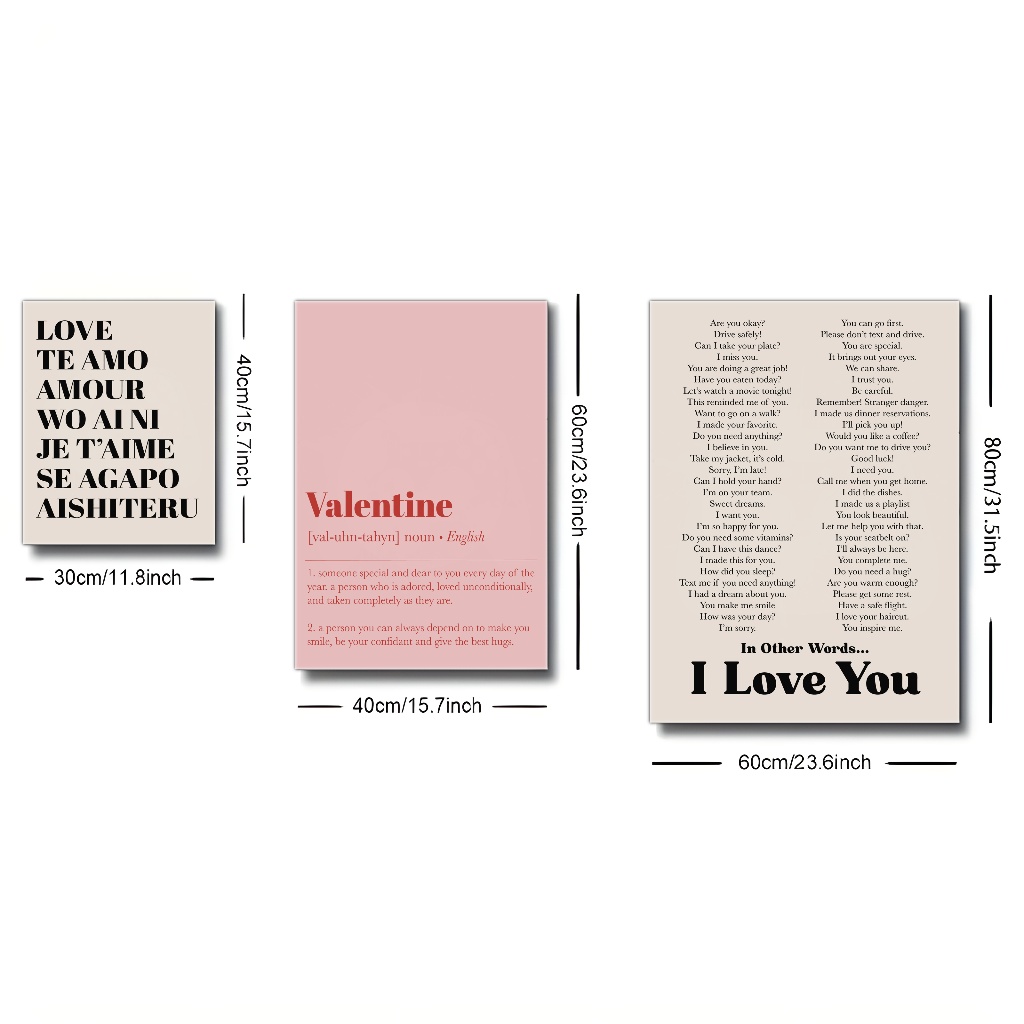 LOVE
TE AMO
AMOUR
WO AI NI
JE T'AIME
SE AGAPO
AISHITERU
40cm/15.7inch
30cm/11.8inch
Valentine
[val-uhn-tahyn] noun • English
1. someone special and dear to you every day of the
year. a person who is adored, loved unconditionally,
and taken completely as they are.
2. a person you can always depend on to make you
smile, be your confidant and give the best hugs.
60cm/23.6inch
40cm/15.7inch
Are you okay?
Drive safely!
Can I take your plate?
I miss you.
You are doing a great job!
Have you eaten today?
Let's watch a movie tonight!
This reminded me of you.
Want to go on a walk?
I made your favorite.
Do you need anything?
I believe in you.
Take my jacket, it's cold.
Sorry, I'm late!
Can I hold your hand?
I'm on your team.
Sweet dreams.
I want you.
I'm so happy for you.
Do you need some vitamins?
Can I have this dance?
I made this for you.
How did you sleep?
Text me if you need anything!
I had a dream about you.
You make me smile
How was your day?
I'm sorry.
You can go first.
Please don't text and drive.
You are special.
It brings out your eyes.
We can share.
I trust you.
Be careful.
Remember! Stranger danger.
I made us dinner reservations.
I'll pick you up!
Would you like a coffee?
Do you want me to drive you?
Good luck!
I need you.
Call me when you get home.
I did the dishes.
I made us a playlist
You look beautiful.
Let me help you with that.
Is your seatbelt on?
I'll always be here.
You complete me.
Do you need a hug?
Are you warm enough?
Please get some rest.
Have a safe flight.
I love your haircut.
You inspire me.
In Other Words...
I Love You
80cm/31.5inch
60cm/23.6inch